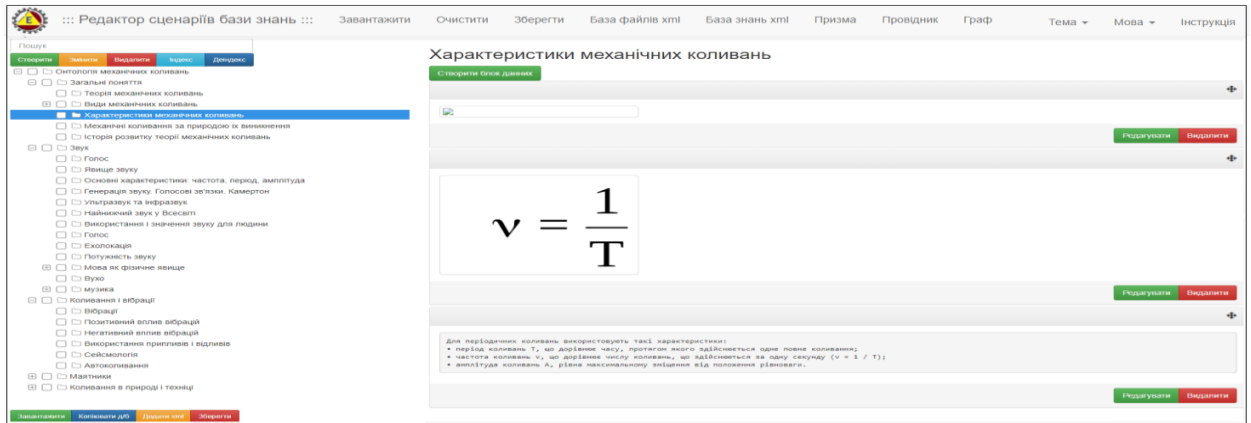 ::: Редактор сценаріїв бази знань :::
Завантажити Очистити Зберегти База файлів xml База знань xml Призма Провідник Граф Тема Мова Інструкція
Пошук
Створити Змінити Видалити Індекс Деіндекс
Онтологія механічних коливань
Загальні поняття
Теорія механічних коливань
Види механічних коливань
Характеристики механічних коливань
Механічні коливання за природою їх виникнення
Історія розвитку теорії механічних коливань
Звук
Голос
Явище звуку
Основні характеристики: частота, період, амплітуда
Генерація звуку. Голосові зв'язки. Камертон
Ультразвук та інфразвук
Найнижчий звук у Всесвіті
Використання і значення звуку для людини
Голос
Ехолокація
Потужність звуку
Мова як фізичне явище
Вухо
музика
Коливання і вібрації
Вібрації
Позитивний вплив вібрацій
Негативний вплив вібрацій
Використання припливів і відливів
Сейсмологія
Автоколивання
Маятники
Коливання в природі і техніці
Завантажити Копіювати д/б Додати xml Зберегти
Характеристики механічних коливань
Створити блок данних
Редагувати Видалити
ν = 1 / T
Редагувати Видалити
Для періодичних коливань використовують такі характеристики:
• період коливань T, що дорівнює часу, протягом якого здійснюється одне повне коливання;
• частота коливань ν, що дорівнює числу коливань, що здійснюються за одну секунду (ν = 1 / T);
• амплітуда коливань A, рівна максимальному зміщення від положення рівноваги.
Редагувати Видалити